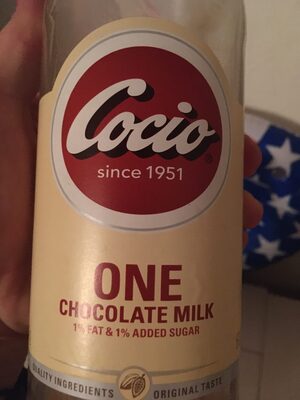 Cocio®
since 1951
ONE
CHOCOLATE MILK
1% FAT & 1% ADDED SUGAR
QUALITY INGREDIENTS ORIGINAL TASTE